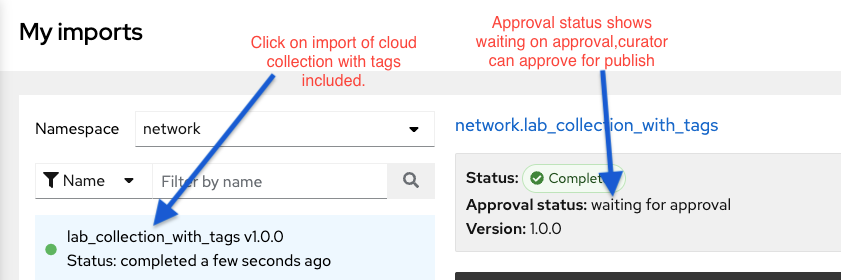 My imports
Click on import of cloud
collection with tags
included.
Approval status shows
waiting on approval,curator
can approve for publish
Namespace
network
Name
Filter by name
lab_collection_with_tags v1.0.0
Status: completed a few seconds ago
network.lab_collection_with_tags
Status: Complete
Approval status: waiting for approval
Version: 1.0.0